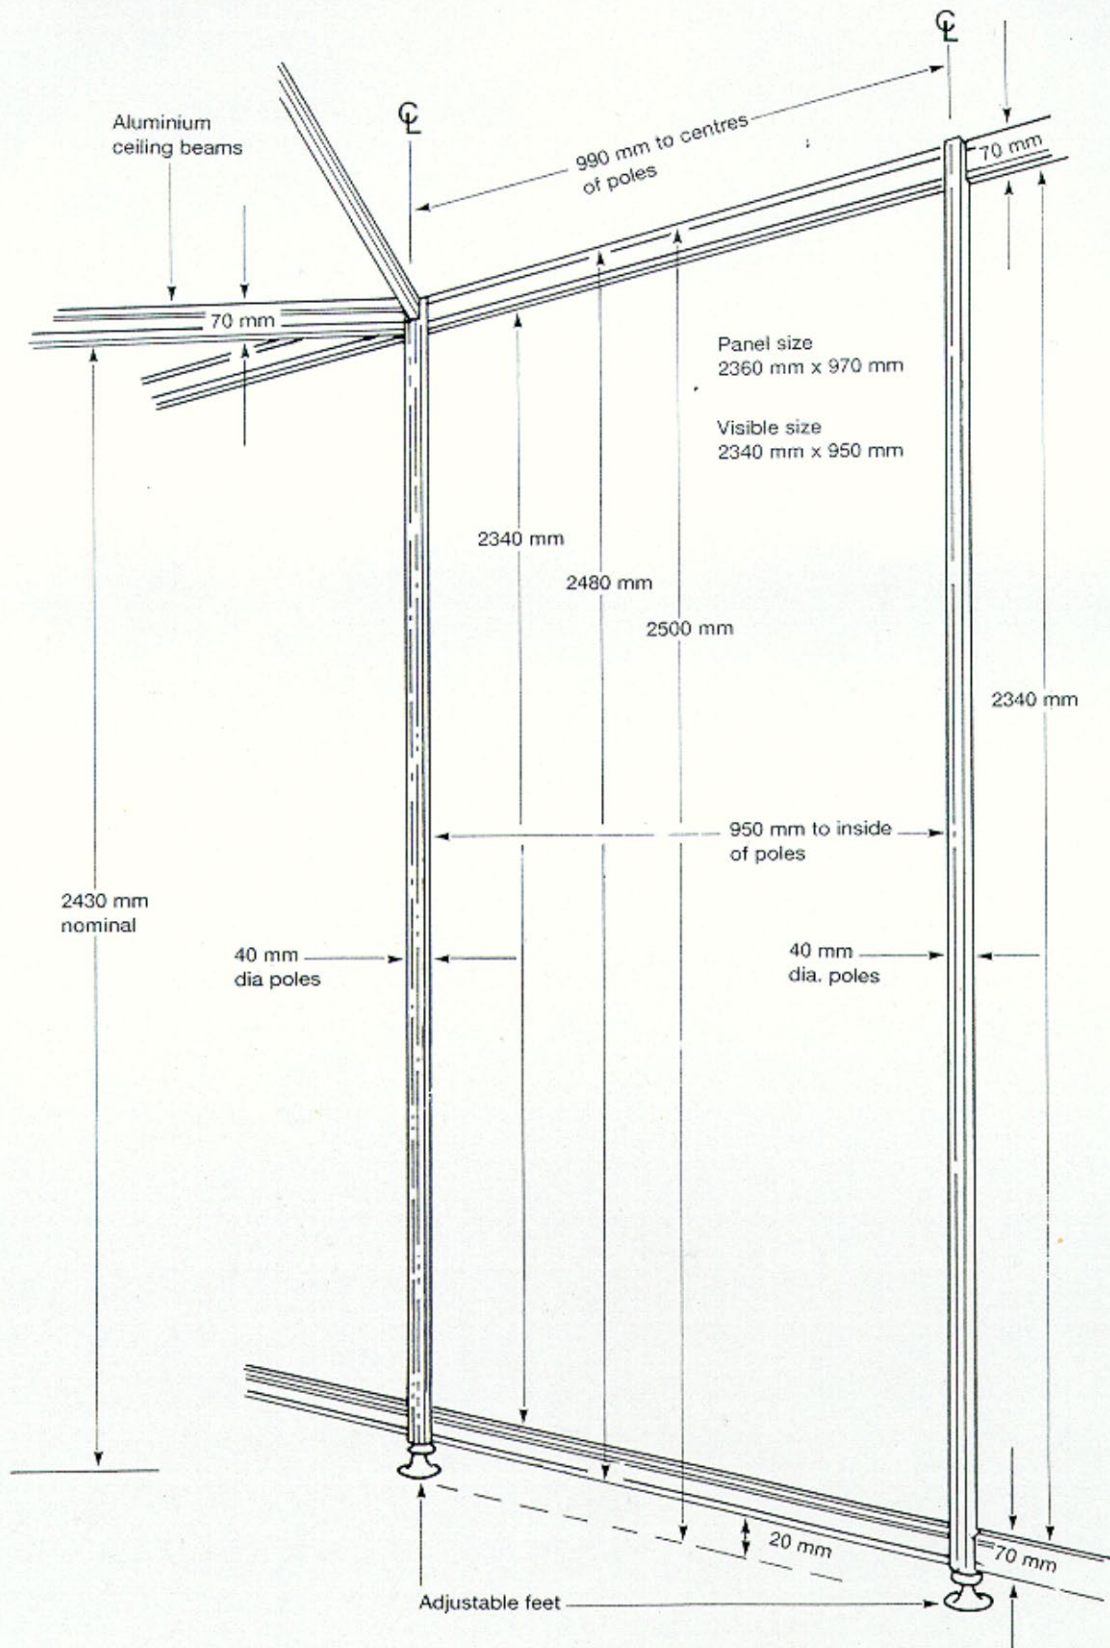 ℄
℄
Aluminium
ceiling beams
990 mm to centres
of poles
70 mm
70 mm
Panel size
2360 mm x 970 mm
Visible size
2340 mm x 950 mm
2340 mm
2480 mm
2500 mm
2340 mm
950 mm to inside
of poles
2430 mm
nominal
40 mm
dia poles
40 mm
dia. poles
20 mm
70 mm
Adjustable feet